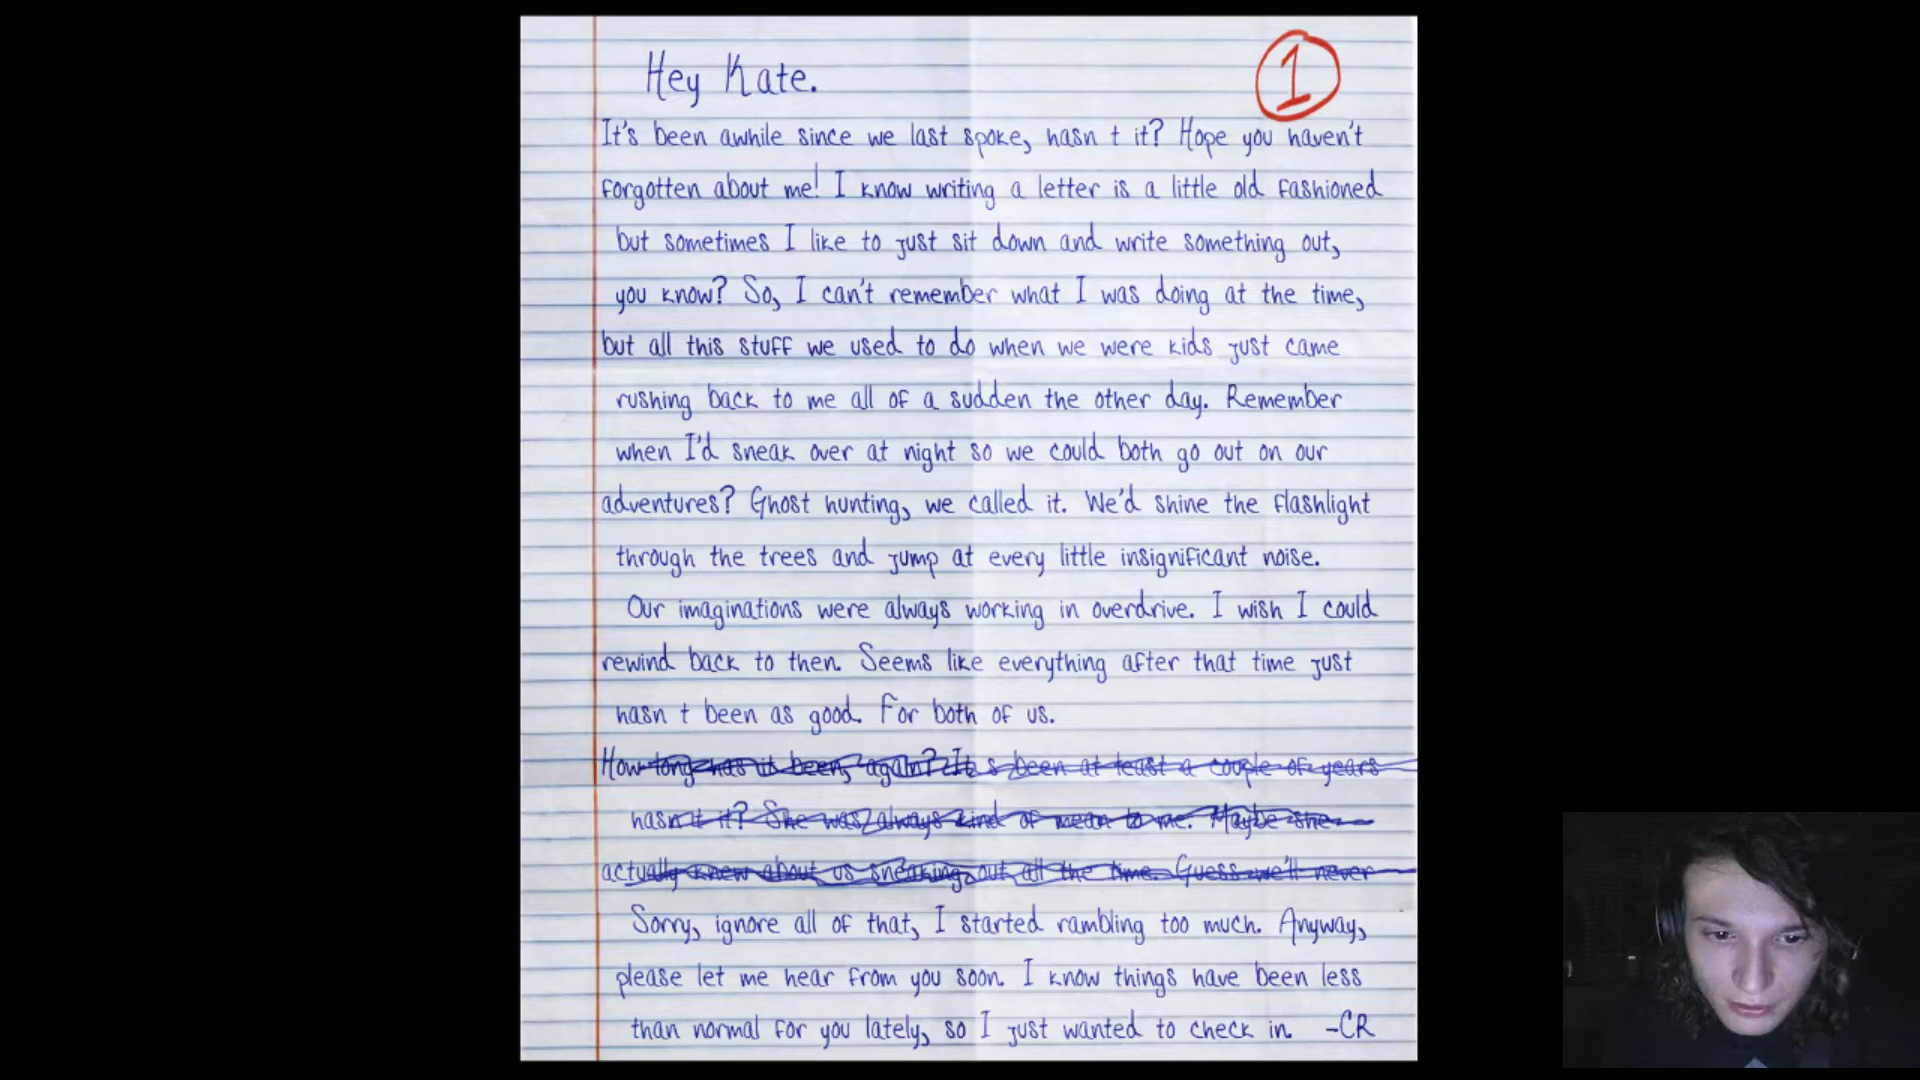 Hey Kate.
1
It's been awhile since we last spoke, hasn t it? Hope you haven't
forgotten about me! I know writing a letter is a little old fashioned
but sometimes I like to just sit down and write something out,
you know? So, I can't remember what I was doing at the time,
but all this stuff we used to do when we were kids just came
rushing back to me all of a sudden the other day. Remember
when I'd sneak over at night so we could both go out on our
adventures? Ghost hunting, we called it. We'd shine the flashlight
through the trees and jump at every little insignificant noise.
Our imaginations were always working in overdrive. I wish I could
rewind back to then. Seems like everything after that time just
hasn t been as good. For both of us.
How long has it been, again? It s been at least a couple of years
hasn t it? She was always kind of mean to me. Maybe she
actually knew about us sneaking out all the time. Guess we'll never
Sorry, ignore all of that, I started rambling too much. Anyway,
please let me hear from you soon. I know things have been less
than normal for you lately, so I just wanted to check in. -CR